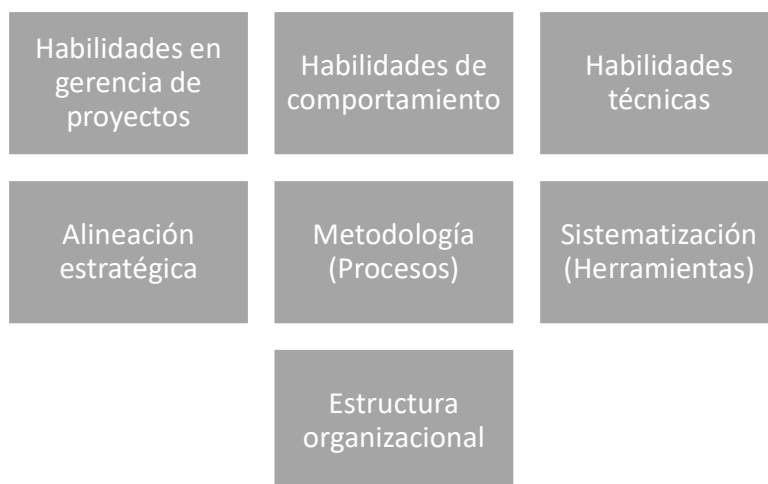 Habilidades en
gerencia de
proyectos
Habilidades de
comportamiento
Habilidades
técnicas
Alineación
estratégica
Metodología
(Procesos)
Sistematización
(Herramientas)
Estructura
organizacional